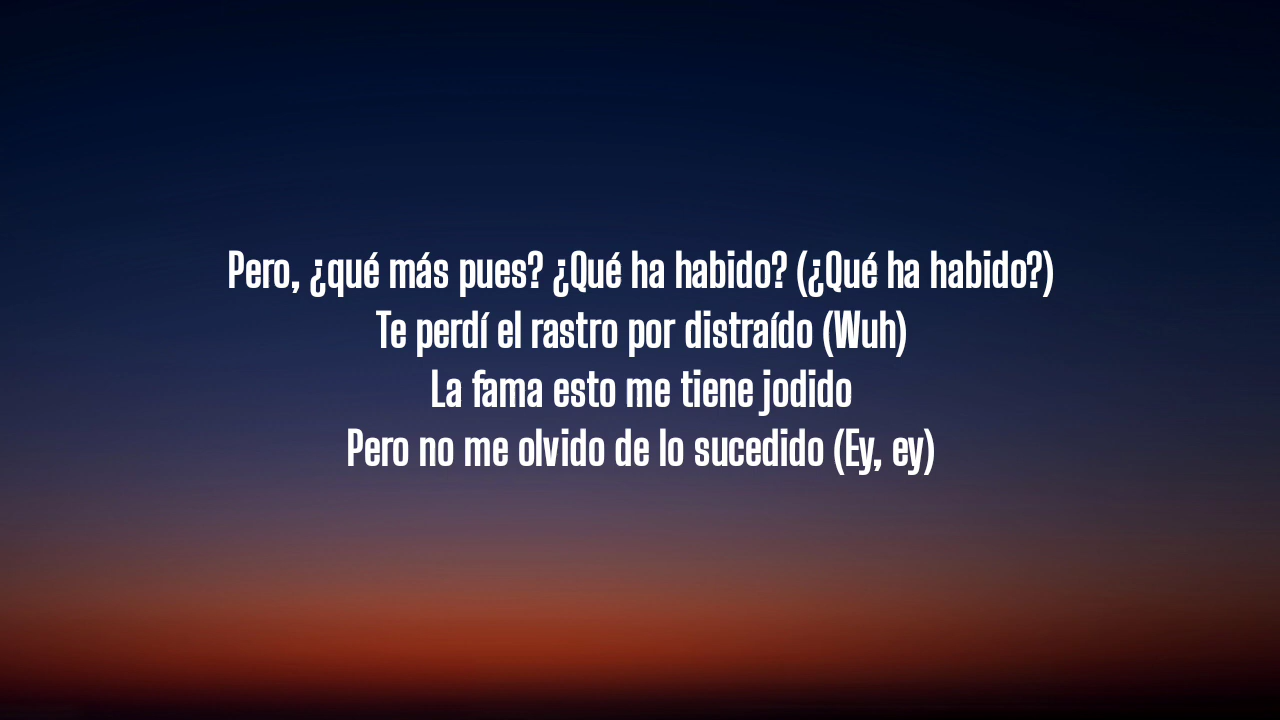 Pero, ¿qué más pues? ¿Qué ha habido? (¿Qué ha habido?)
Te perdí el rastro por distraído (Wuh)
La fama esto me tiene jodido
Pero no me olvido de lo sucedido (Ey, ey)